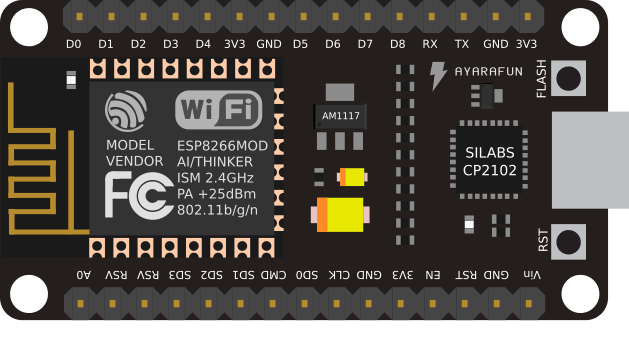 D0 D1 D2 D3 D4 3V3 GND D5 D6 D7 D8 RX TX GND 3V3
AYARAFUN
FLASH
WiFi
MODEL
VENDOR
ESP8266MOD
AI/THINKER
ISM 2.4GHz
PA +25dBm
802.11b/g/n
FC
AM1117
SILABS
CP2102
RST
A0 RSV RSV SD3 SD2 SD1 CMD SD0 CLK GND 3V3 EN RST GND Vin